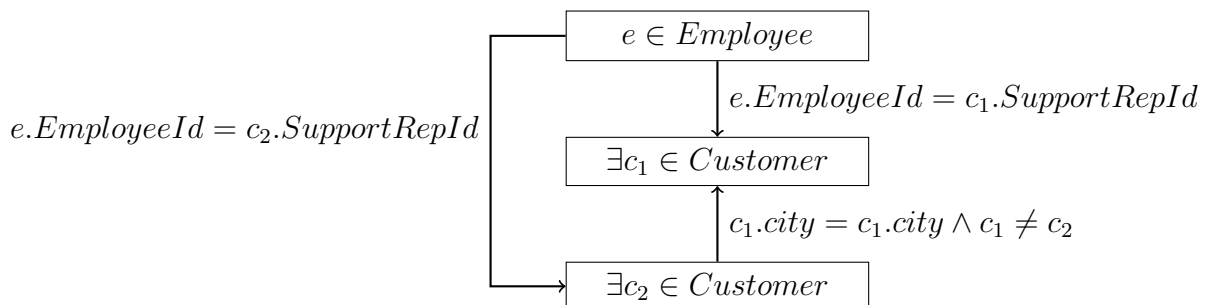 e ∈ Employee
e.EmployeeId = c₁.SupportRepId
e.EmployeeId = c₂.SupportRepId
∃c₁ ∈ Customer
c₁.city = c₁.city ∧ c₁ ≠ c₂
∃c₂ ∈ Customer